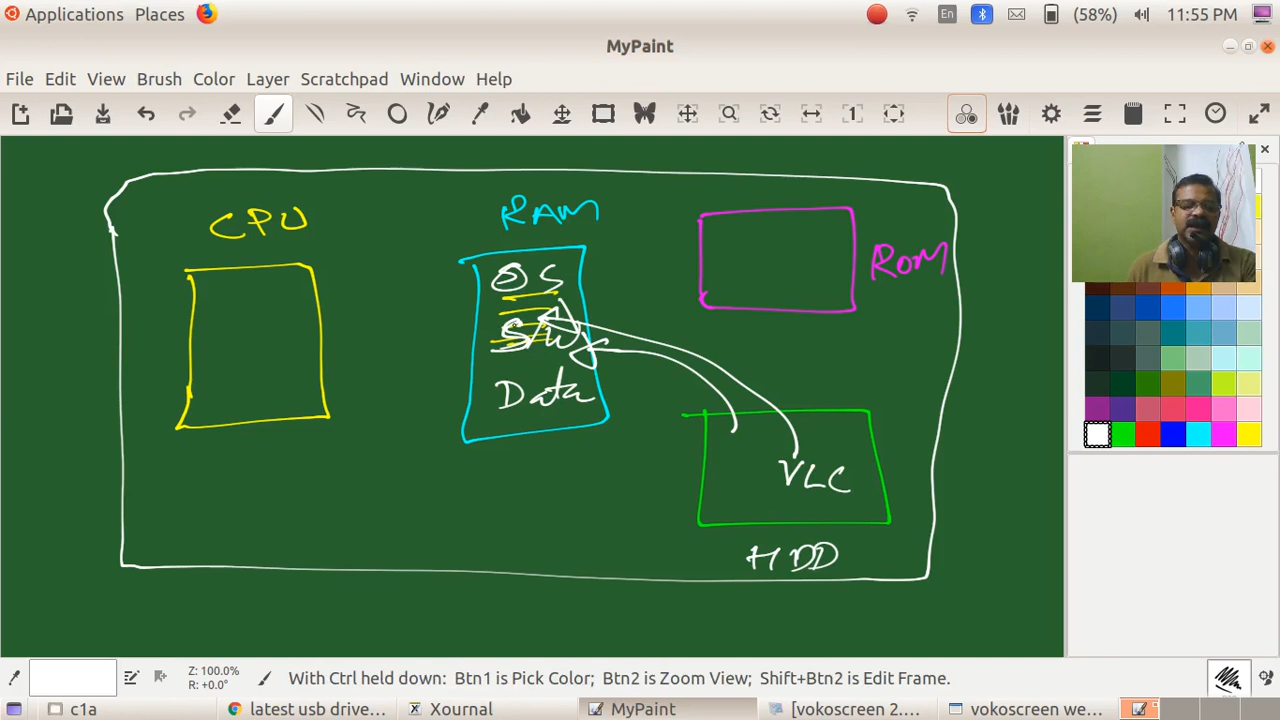 Applications Places En (58%) 11:55 PM
MyPaint
File Edit View Brush Color Layer Scratchpad Window Help
1
CPU
RAM
ROM
OS
S/W
Data
VLC
HDD
Z: 100.0%
R: +0.0°
With Ctrl held down: Btn1 is Pick Color; Btn2 is Zoom View; Shift+Btn2 is Edit Frame.
c1a latest usb drive... Xournal MyPaint [vokoscreen 2.... vokoscreen we...